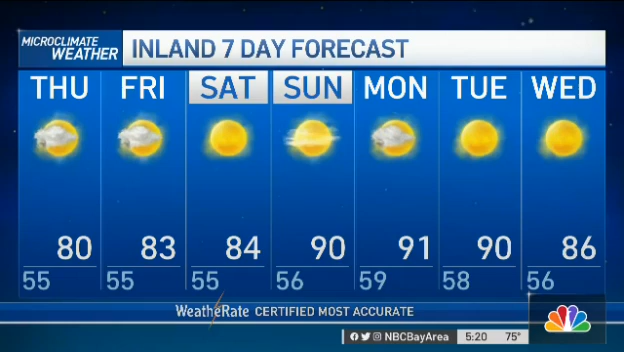 MICROCLIMATE
WEATHER
INLAND 7 DAY FORECAST
THU FRI SAT SUN MON TUE WED
80 83 84 90 91 90 86
55 55 55 56 59 58 56
WeatheRate CERTIFIED MOST ACCURATE
NBCBayArea 5:20 75°